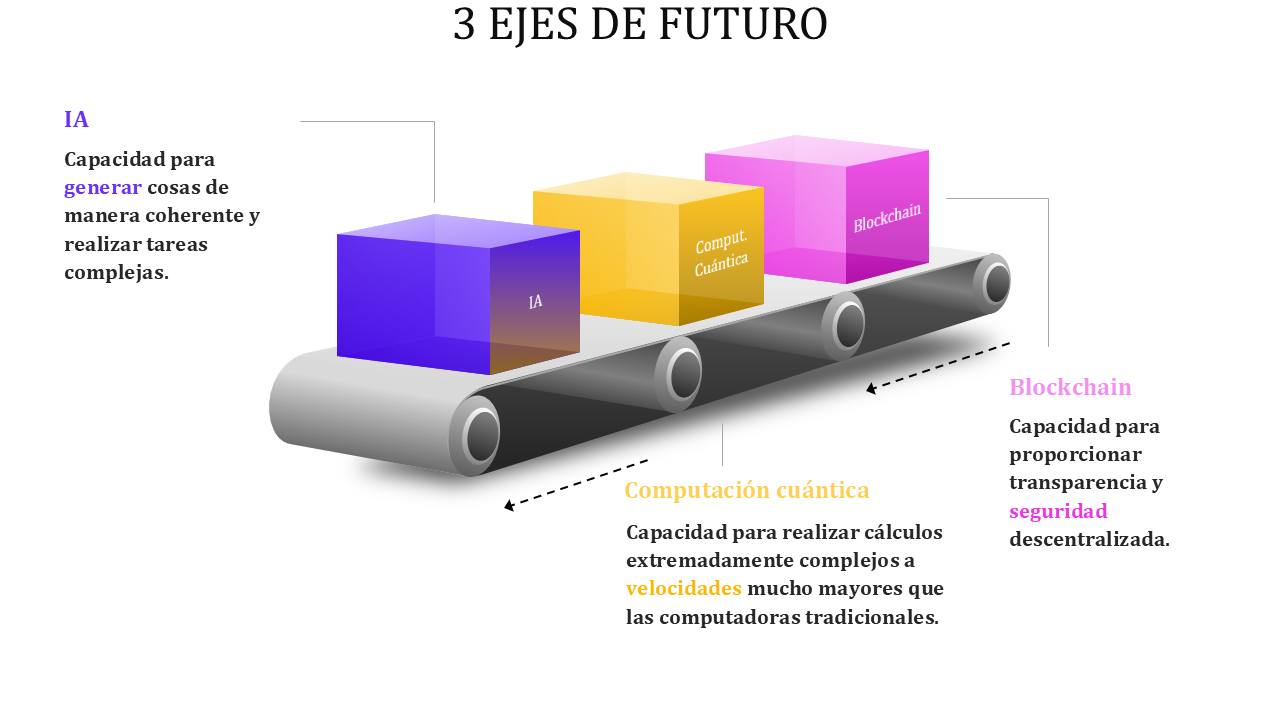 3 EJES DE FUTURO
IA
Capacidad para
generar cosas de
manera coherente y
realizar tareas
complejas.
IA
Comput.
Cuántica
Blockchain
Blockchain
Capacidad para
proporcionar
transparencia y
seguridad
descentralizada.
Computación cuántica
Capacidad para realizar cálculos
extremadamente complejos a
velocidades mucho mayores que
las computadoras tradicionales.